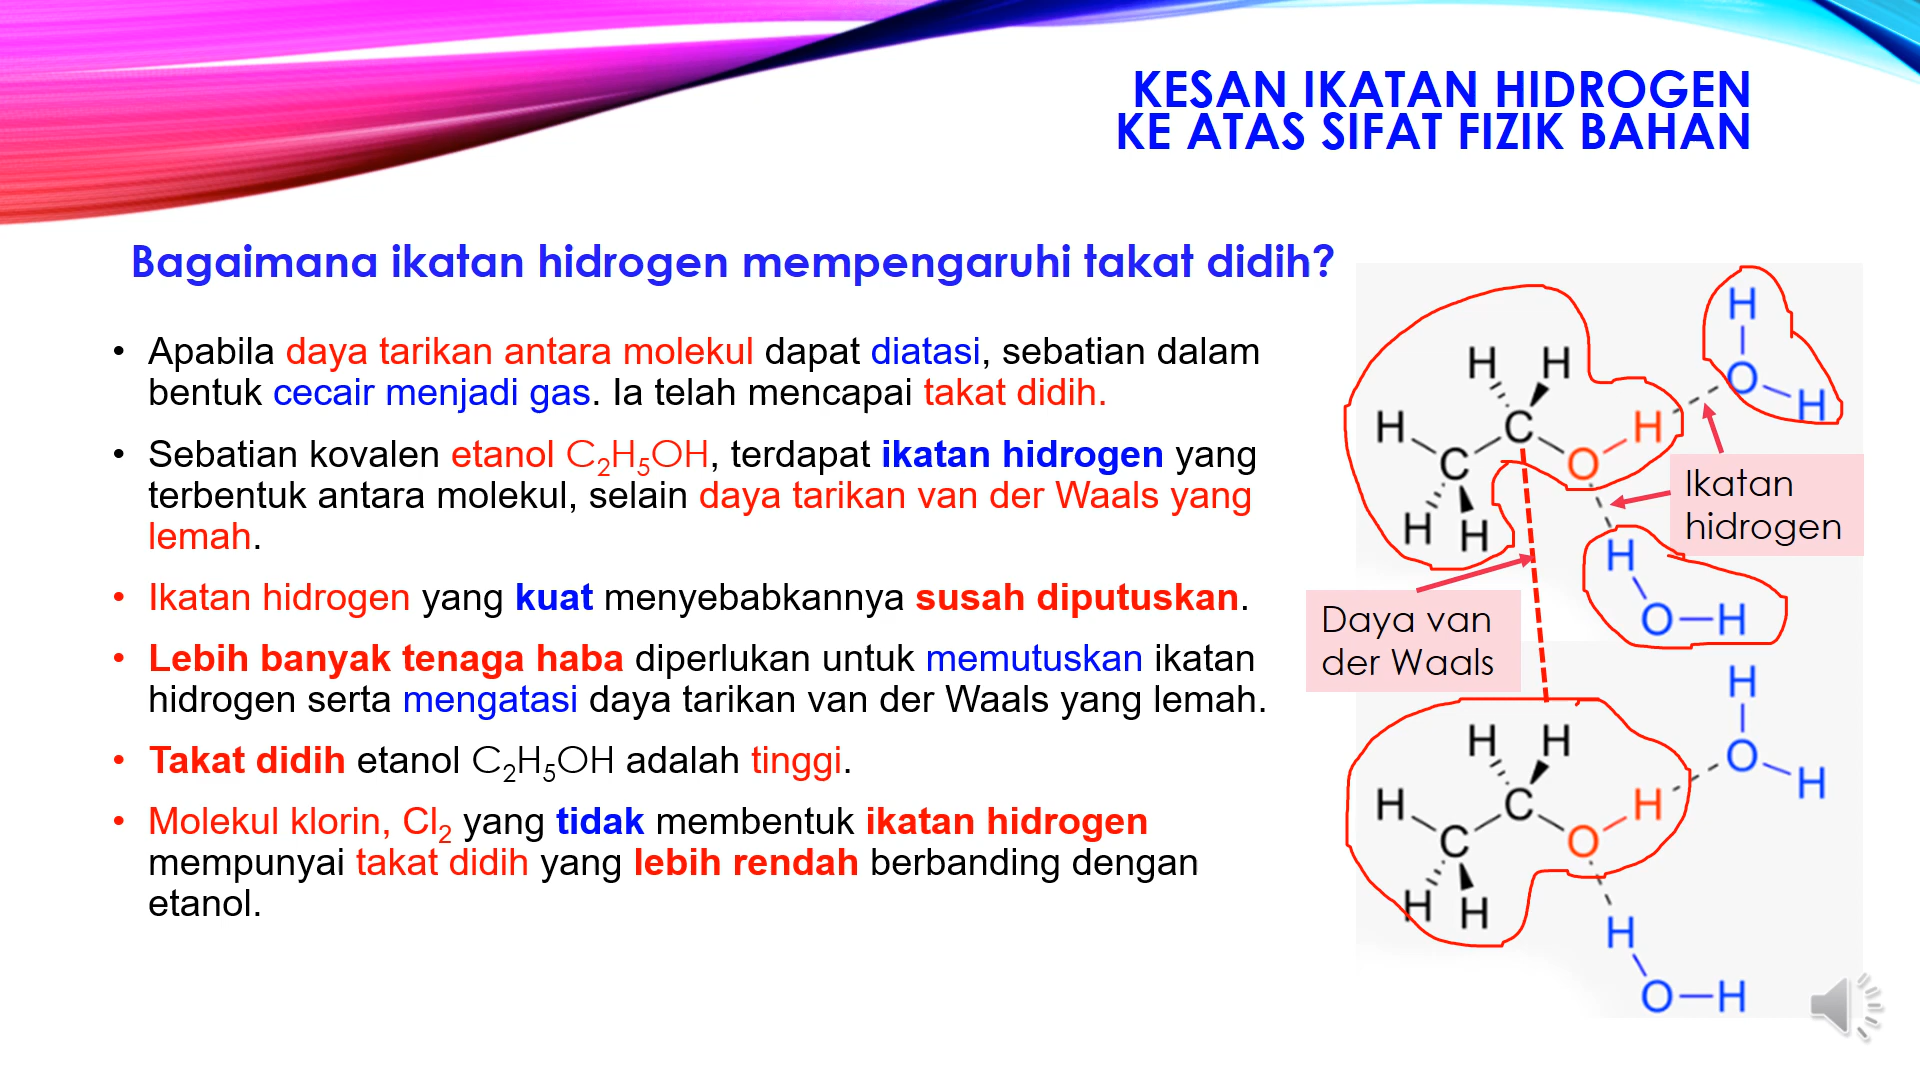 KESAN IKATAN HIDROGEN
KE ATAS SIFAT FIZIK BAHAN
Bagaimana ikatan hidrogen mempengaruhi takat didih?
• Apabila daya tarikan antara molekul dapat diatasi, sebatian dalam
bentuk cecair menjadi gas. Ia telah mencapai takat didih.
• Sebatian kovalen etanol C₂H₅OH, terdapat ikatan hidrogen yang
terbentuk antara molekul, selain daya tarikan van der Waals yang
lemah.
• Ikatan hidrogen yang kuat menyebabkannya susah diputuskan.
• Lebih banyak tenaga haba diperlukan untuk memutuskan ikatan
hidrogen serta mengatasi daya tarikan van der Waals yang lemah.
• Takat didih etanol C₂H₅OH adalah tinggi.
• Molekul klorin, Cl₂ yang tidak membentuk ikatan hidrogen
mempunyai takat didih yang lebih rendah berbanding dengan
etanol.
H
H H O H
H C H
C O
H H
Ikatan
hidrogen
H
O H
Daya van
der Waals
H
H H O H
H C H
C O
H H
H
O H